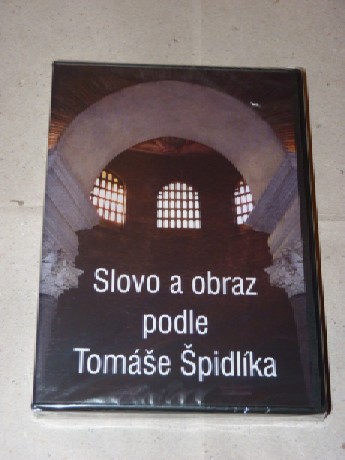 Slovo a obraz
podle
Tomáše Špidlíka